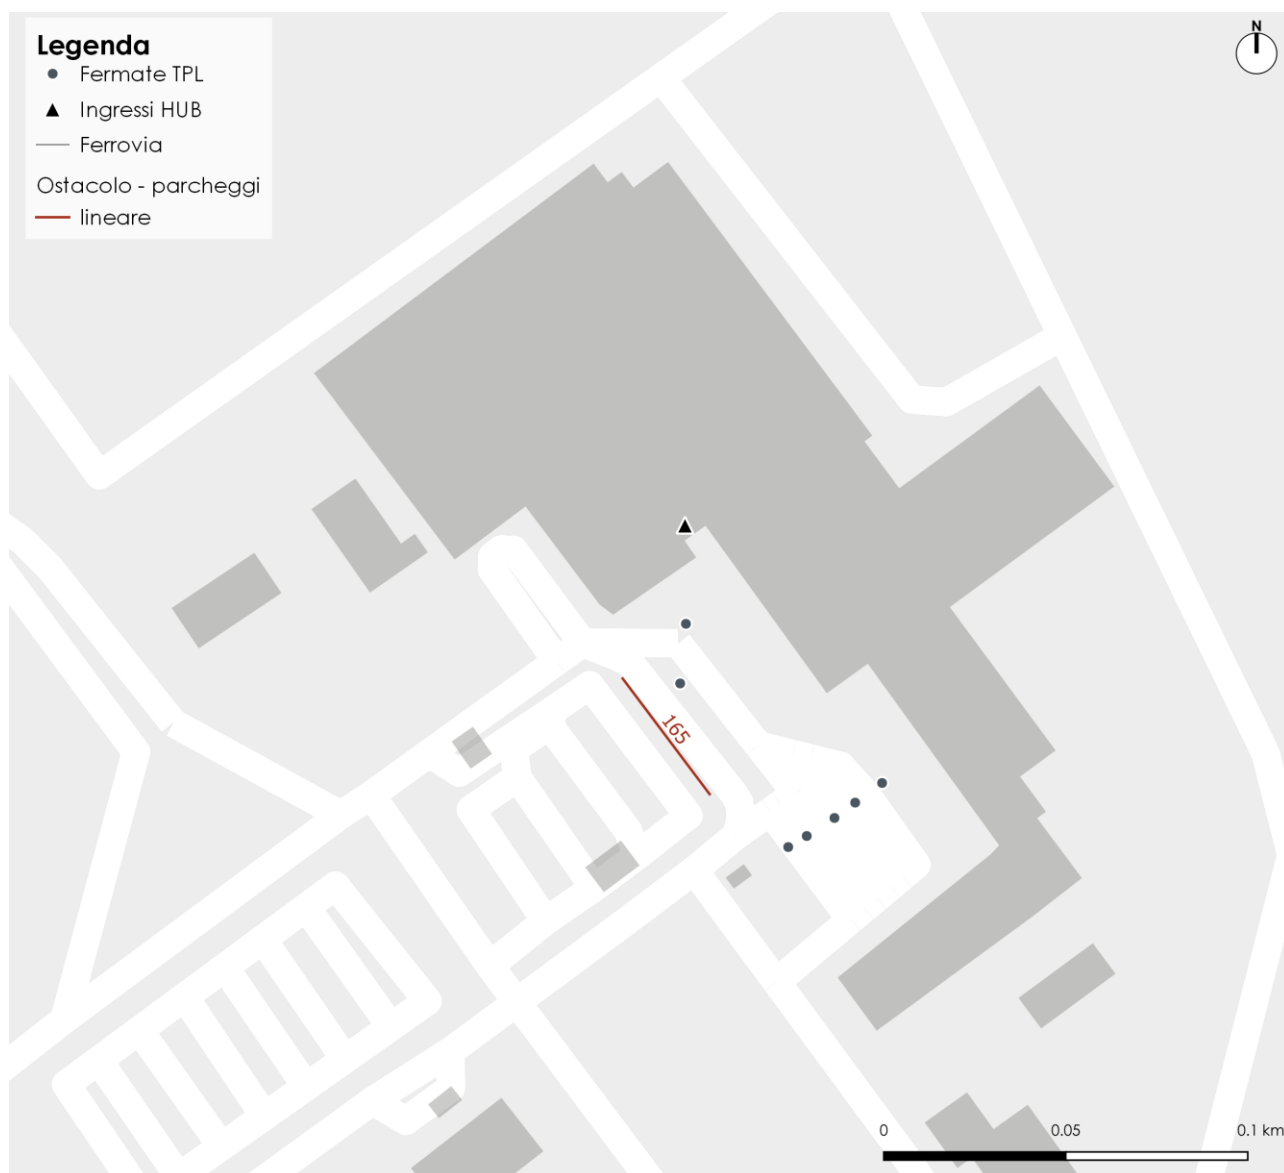 Legenda
Fermate TPL
Ingressi HUB
Ferrovia
Ostacolo - parcheggi
lineare
N
165
0 0.05 0.1 km